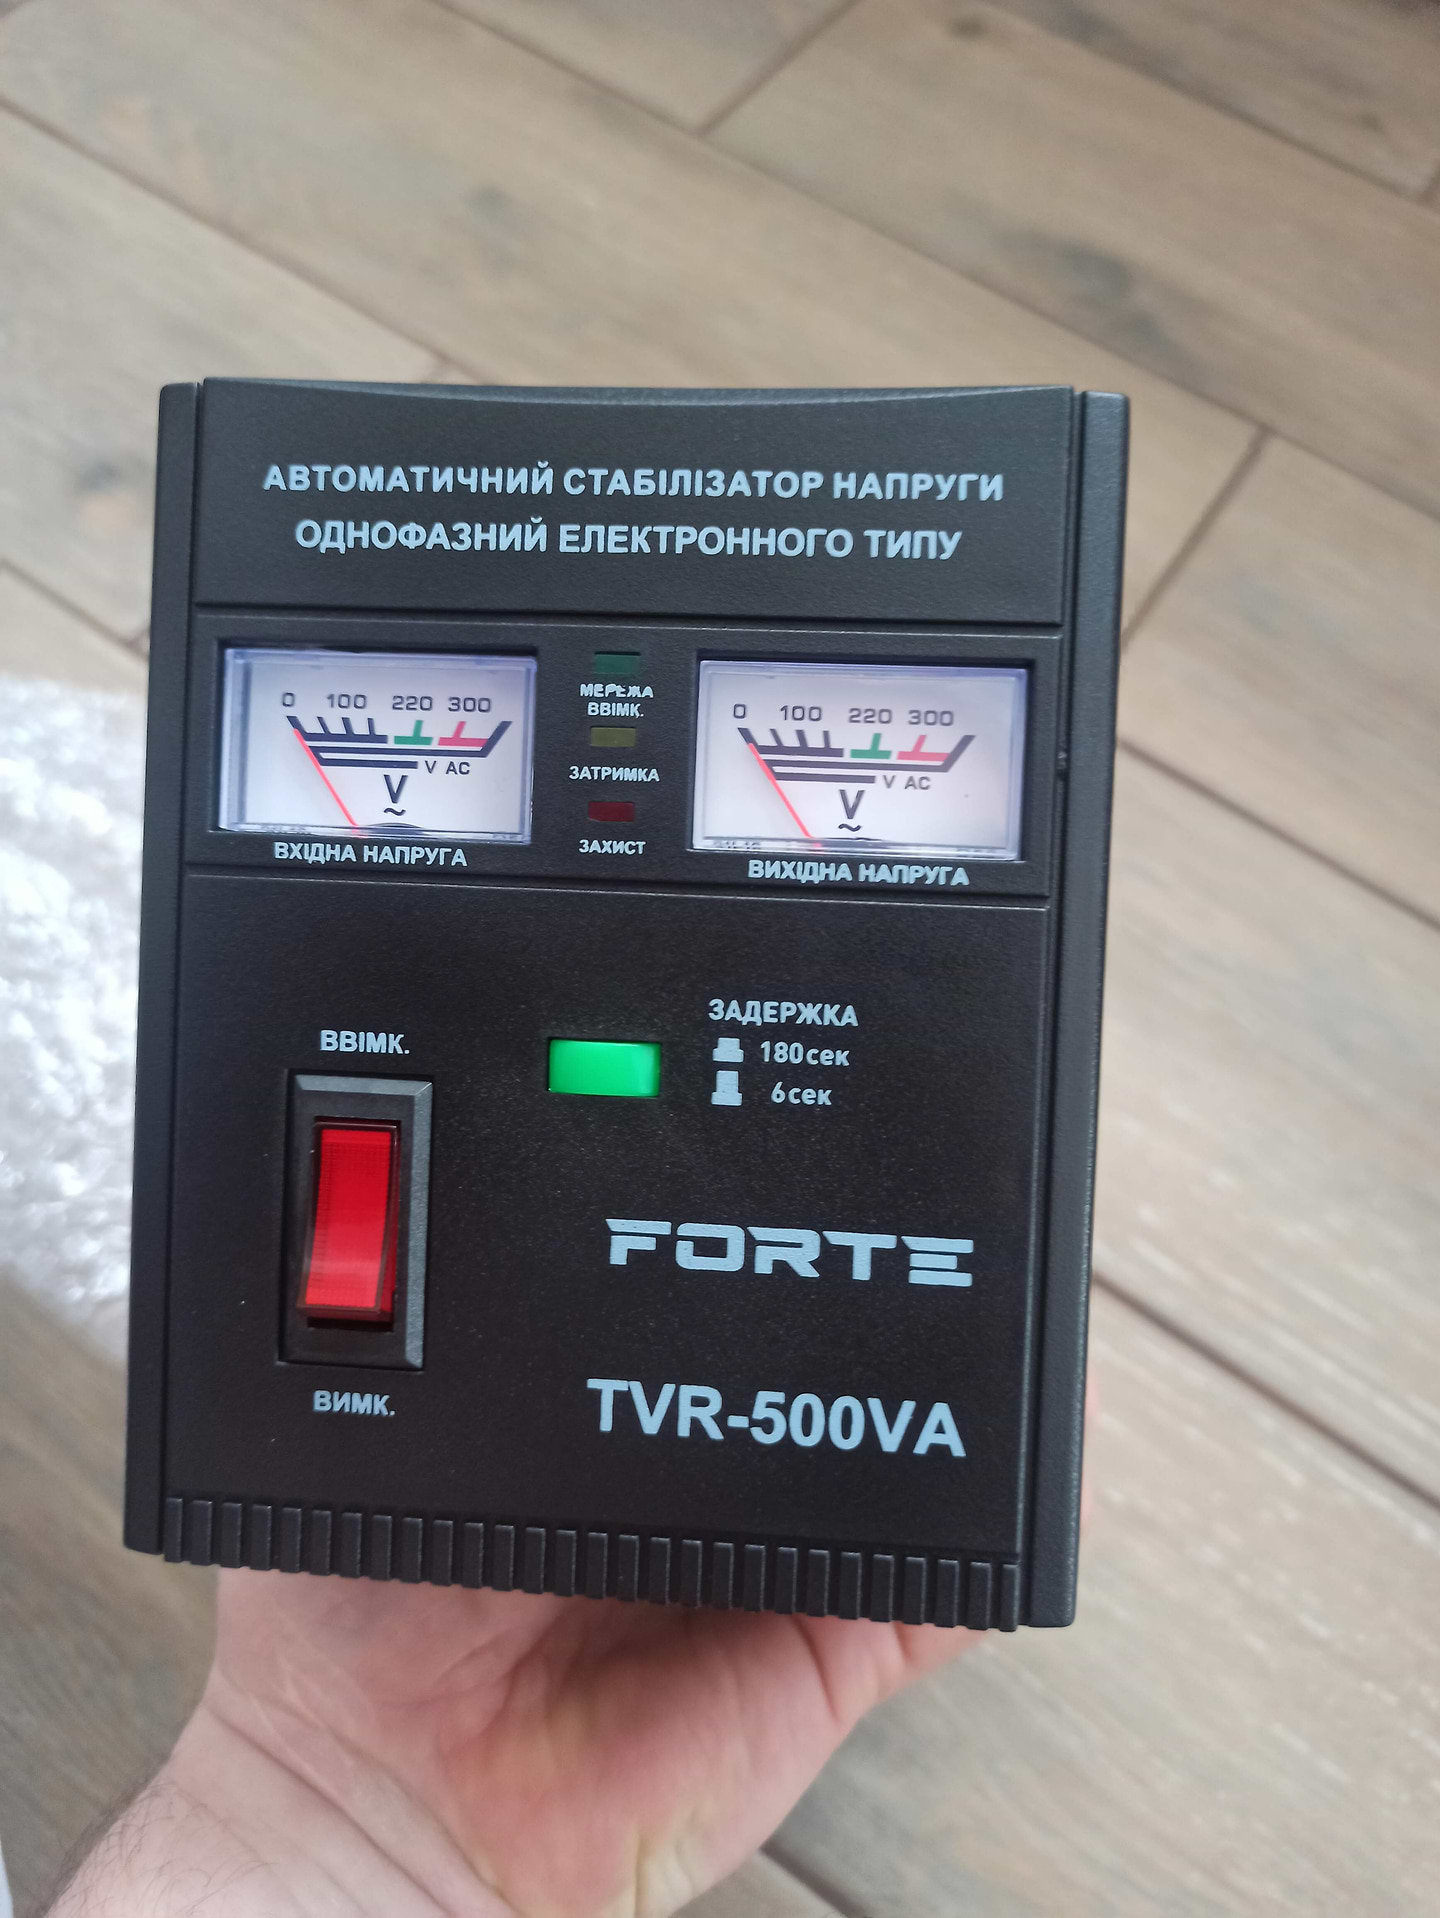 АВТОМАТИЧНИЙ СТАБІЛІЗАТОР НАПРУГИ
ОДНОФАЗНИЙ ЕЛЕКТРОННОГО ТИПУ
0 100 220 300
V AC
V
~
ВХІДНА НАПРУГА
МЕРЕЖА
ВВІМК.
ЗАТРИМКА
ЗАХИСТ
0 100 220 300
V AC
V
~
ВИХІДНА НАПРУГА
ВВІМК.
ВИМК.
ЗАДЕРЖКА
180сек
6сек
FORTE
TVR-500VA